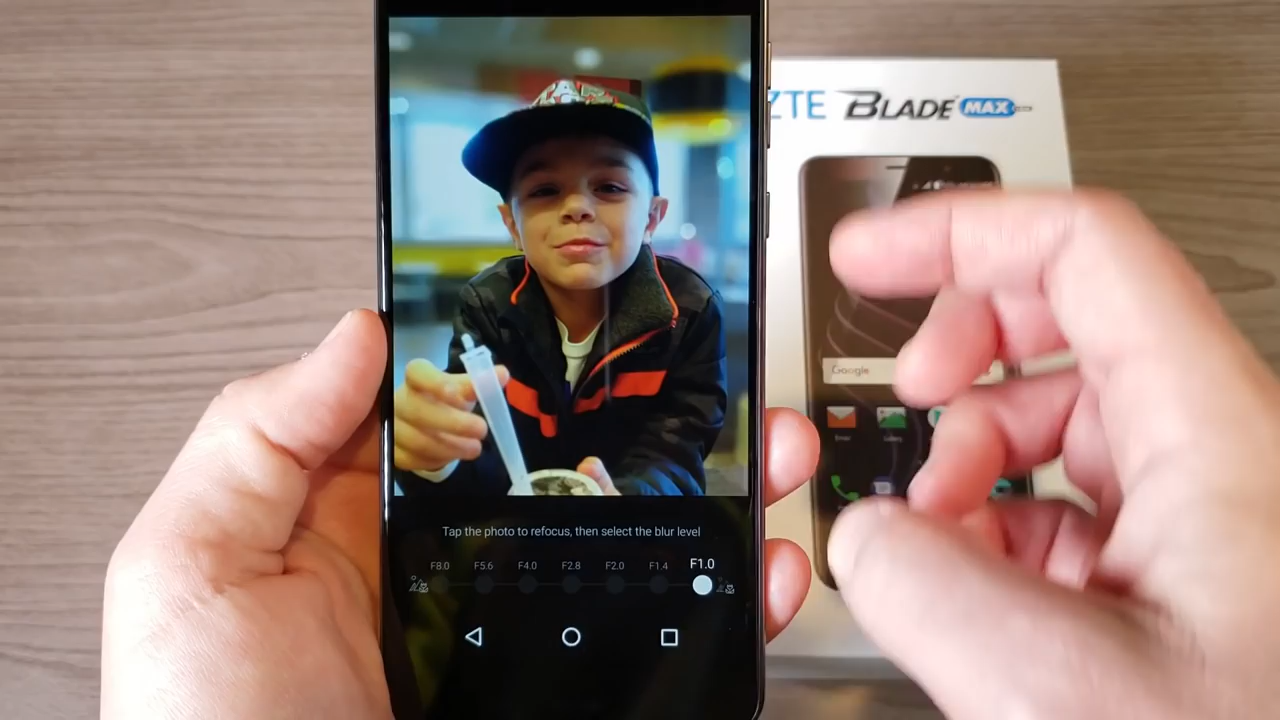 ZTE BLADE MAX
Google
Email
Tap the photo to refocus, then select the blur level
F8.0 F5.6 F4.0 F2.8 F2.0 F1.4 F1.0